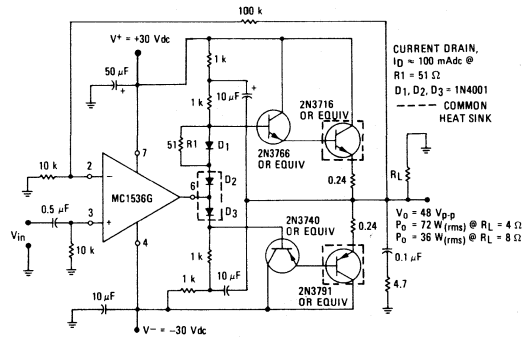 100 k
V+ = +30 Vdc
50 µF
+
1 k
1 k
10 µF
+
CURRENT DRAIN,
ID ≈ 100 mAdc @
R1 = 51 Ω
D1, D2, D3 = 1N4001
COMMON
HEAT SINK
2N3716
OR EQUIV
51
R1
D1
2N3766
OR EQUIV
10 k
2
−
7
MC1536G
6
D2
D3
0.24
RL
0.5 µF
3
+
4
Vin
10 k
2N3740
OR EQUIV
0.24
Vo = 48 Vp-p
Po = 72 W(rms) @ RL = 4 Ω
Po = 36 W(rms) @ RL = 8 Ω
0.1 µF
1 k
1 k
10 µF
+
2N3791
OR EQUIV
4.7
10 µF
+
V− = −30 Vdc